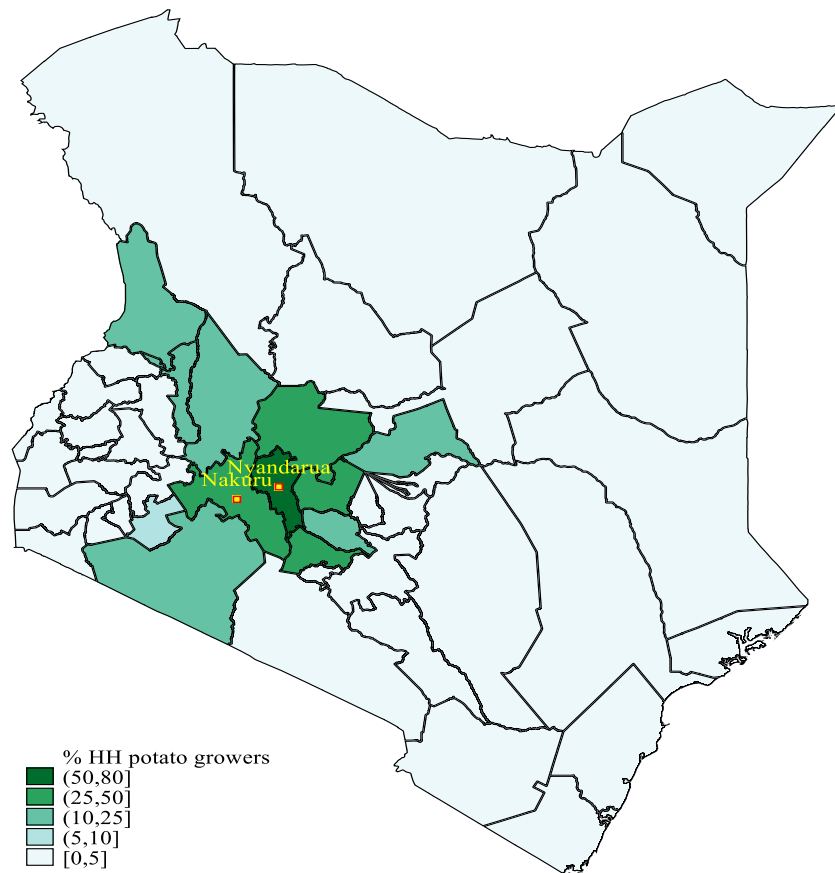 Nyandarua
Nakuru
% HH potato growers
(50,80]
(25,50]
(10,25]
(5,10]
[0,5]